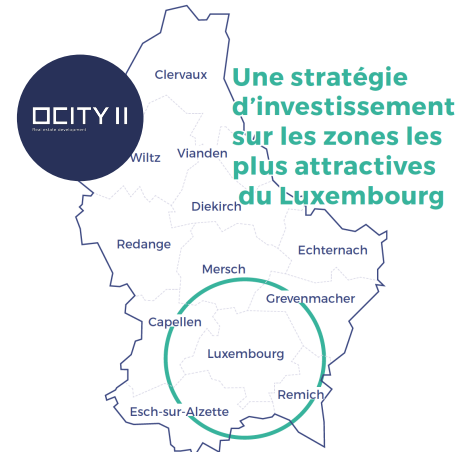 Clervaux
Une stratégie
d'investissement
sur les zones les
plus attractives
du Luxembourg
OCITY II
Real estate development
Wiltz
Vianden
Diekirch
Redange
Echternach
Mersch
Grevenmacher
Capellen
Luxembourg
Remich
Esch-sur-Alzette